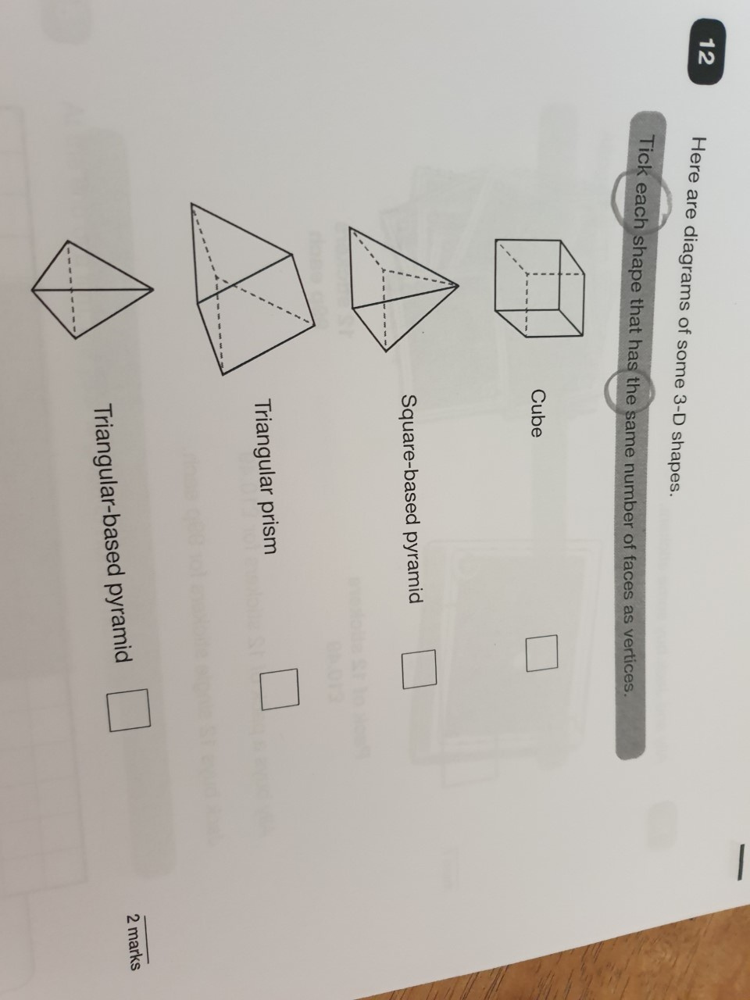 12
Here are diagrams of some 3-D shapes.
Tick each shape that has the same number of faces as vertices.
Cube
Square-based pyramid
Triangular prism
Triangular-based pyramid
2 marks